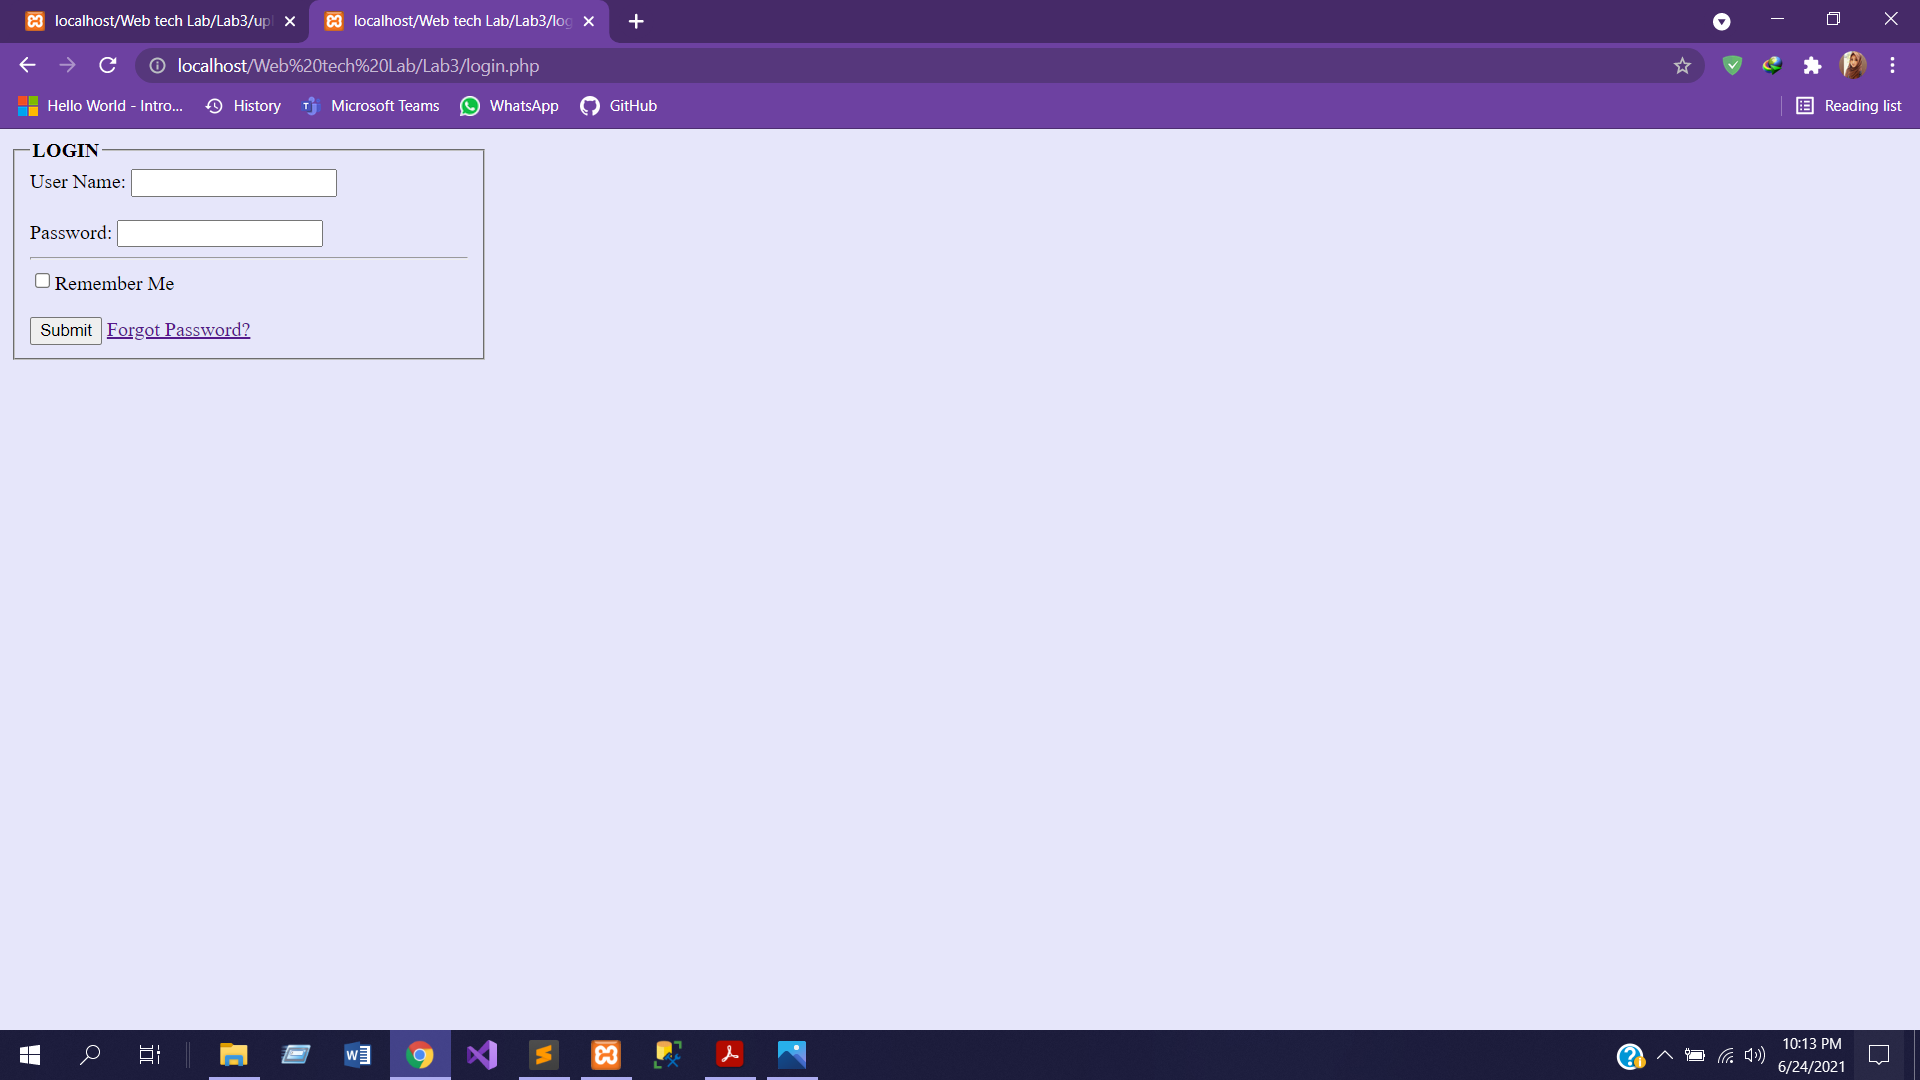 localhost/Web tech Lab/Lab3/upl
localhost/Web tech Lab/Lab3/log
localhost/Web%20tech%20Lab/Lab3/login.php
Hello World - Intro... History Microsoft Teams WhatsApp GitHub Reading list
LOGIN
User Name:
Password:
Remember Me
Submit Forgot Password?
10:13 PM
6/24/2021